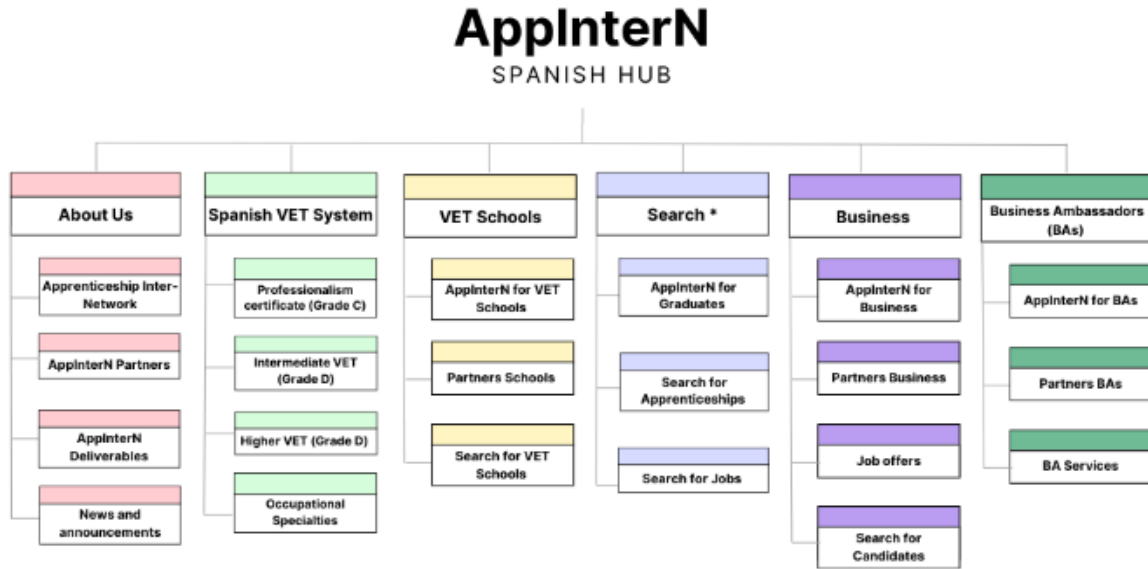 AppInterN
SPANISH HUB
About Us
Apprenticeship Inter-
Network
AppInterN Partners
AppInterN
Deliverables
News and
announcements
Spanish VET System
Professionalism
certificate (Grade C)
Intermediate VET
(Grade D)
Higher VET (Grade D)
Occupational
Specialties
VET Schools
AppInterN for VET
Schools
Partners Schools
Search for VET
Schools
Search *
AppInterN for
Graduates
Search for
Apprenticeships
Search for Jobs
Business
AppInterN for
Business
Partners Business
Job offers
Search for
Candidates
Business Ambassadors
(BAs)
AppInterN for BAs
Partners BAs
BA Services